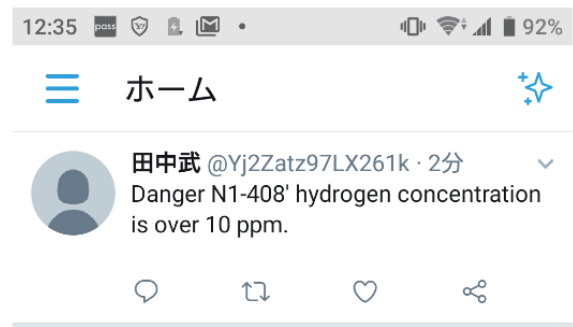 12:35 pass 92%
ホーム
田中武 @Yj2Zatz97LX261k · 2分
Danger N1-408' hydrogen concentration
is over 10 ppm.